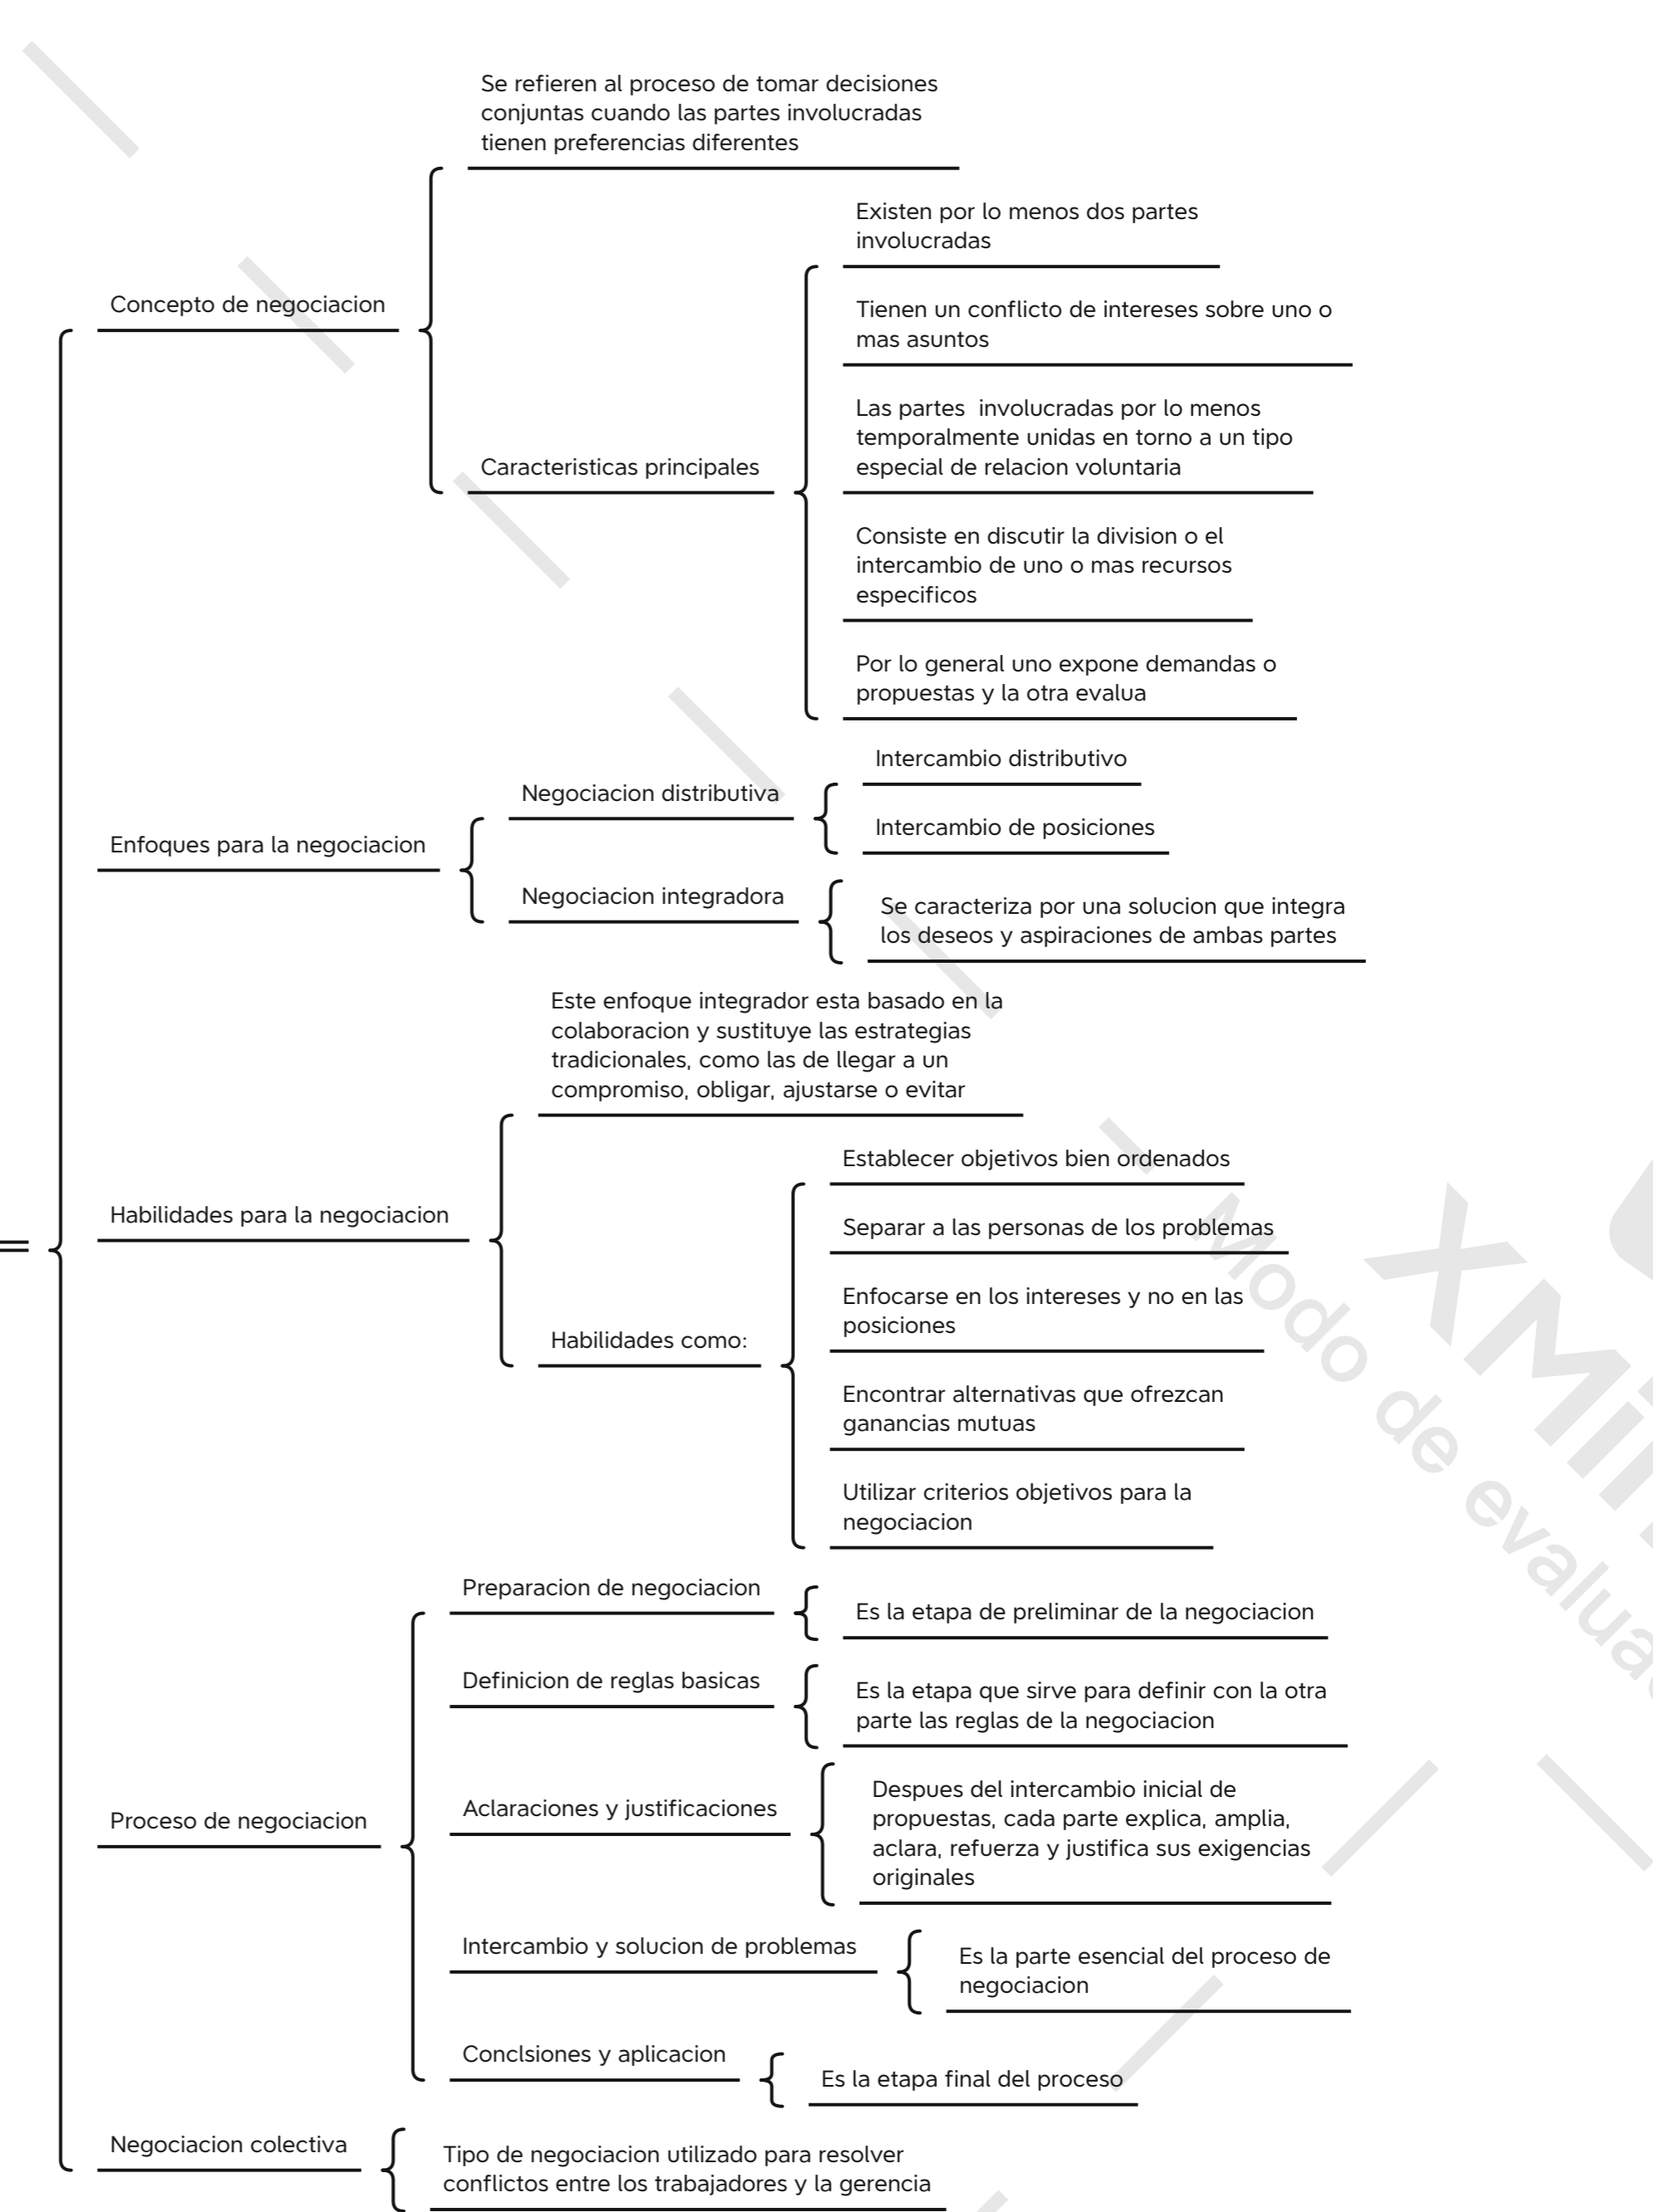 Se refieren al proceso de tomar decisiones
conjuntas cuando las partes involucradas
tienen preferencias diferentes
Concepto de negociacion
Existen por lo menos dos partes
involucradas
Tienen un conflicto de intereses sobre uno o
mas asuntos
Caracteristicas principales
Las partes  involucradas por lo menos
temporalmente unidas en torno a un tipo
especial de relacion voluntaria
Consiste en discutir la division o el
intercambio de uno o mas recursos
especificos
Por lo general uno expone demandas o
propuestas y la otra evalua
Enfoques para la negociacion
Negociacion distributiva
Intercambio distributivo
Intercambio de posiciones
Negociacion integradora
Se caracteriza por una solucion que integra
los deseos y aspiraciones de ambas partes
Habilidades para la negociacion
Este enfoque integrador esta basado en la
colaboracion y sustituye las estrategias
tradicionales, como las de llegar a un
compromiso, obligar, ajustarse o evitar
Habilidades como:
Establecer objetivos bien ordenados
Separar a las personas de los problemas
Enfocarse en los intereses y no en las
posiciones
Encontrar alternativas que ofrezcan
ganancias mutuas
Utilizar criterios objetivos para la
negociacion
Proceso de negociacion
Preparacion de negociacion
Es la etapa de preliminar de la negociacion
Definicion de reglas basicas
Es la etapa que sirve para definir con la otra
parte las reglas de la negociacion
Aclaraciones y justificaciones
Despues del intercambio inicial de
propuestas, cada parte explica, amplia,
aclara, refuerza y justifica sus exigencias
originales
Intercambio y solucion de problemas
Es la parte esencial del proceso de
negociacion
Conclsiones y aplicacion
Es la etapa final del proceso
Negociacion colectiva
Tipo de negociacion utilizado para resolver
conflictos entre los trabajadores y la gerencia
Modo de